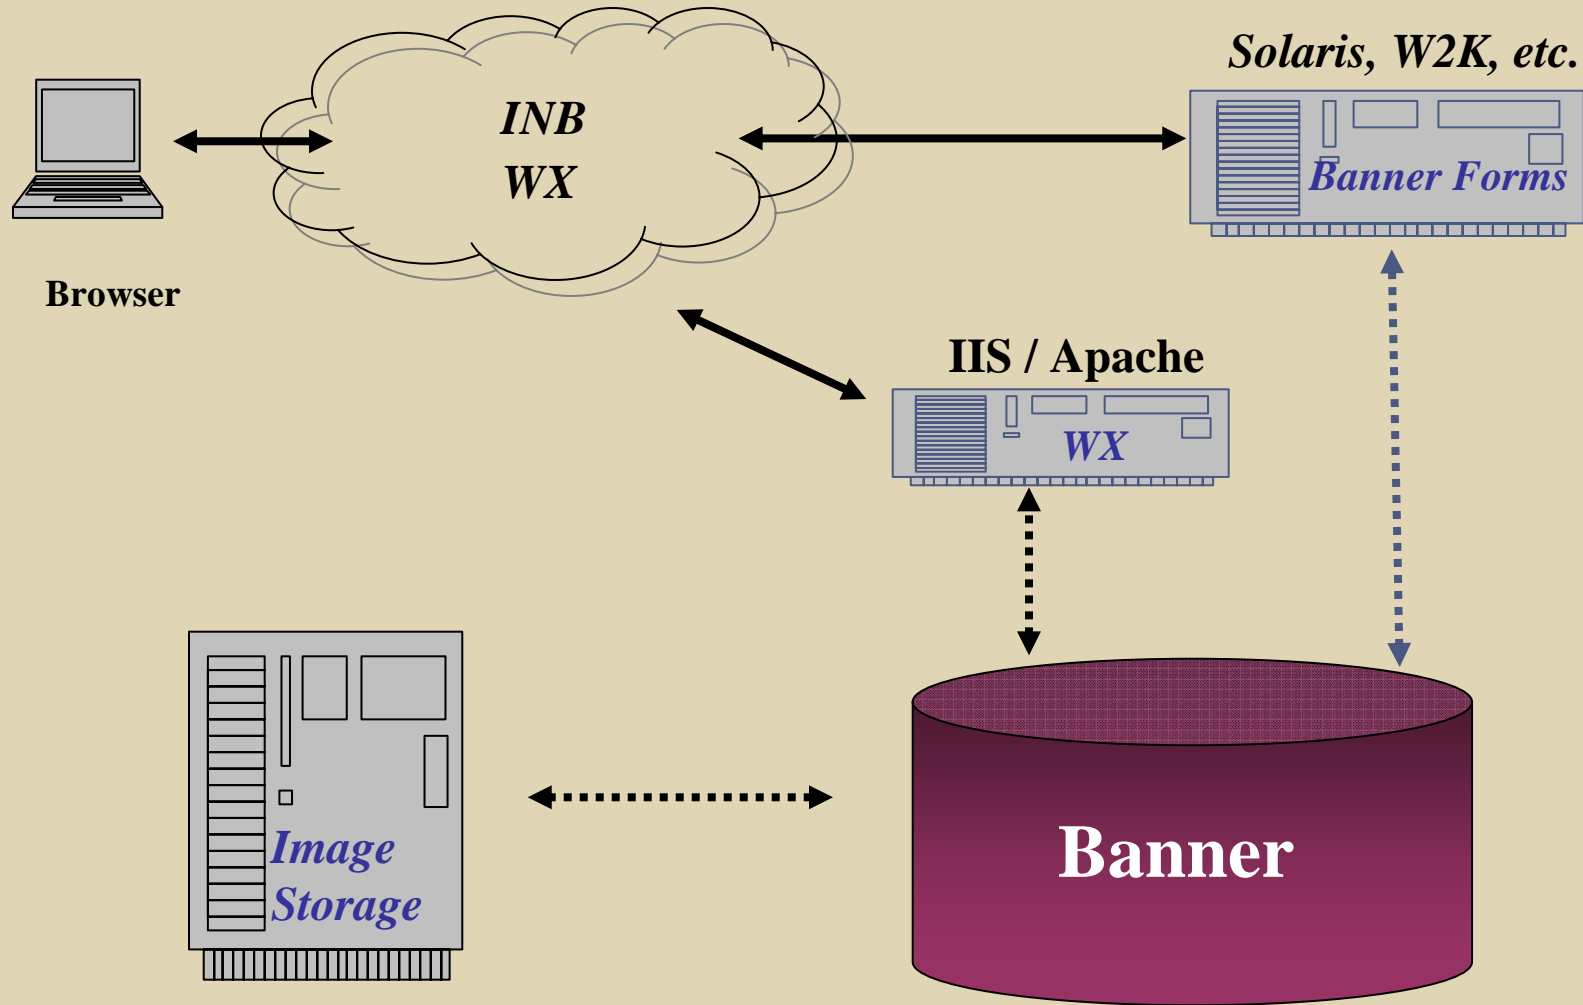 Solaris, W2K, etc.
INB
WX
Banner Forms
Browser
IIS / Apache
WX
Image
Storage
Banner